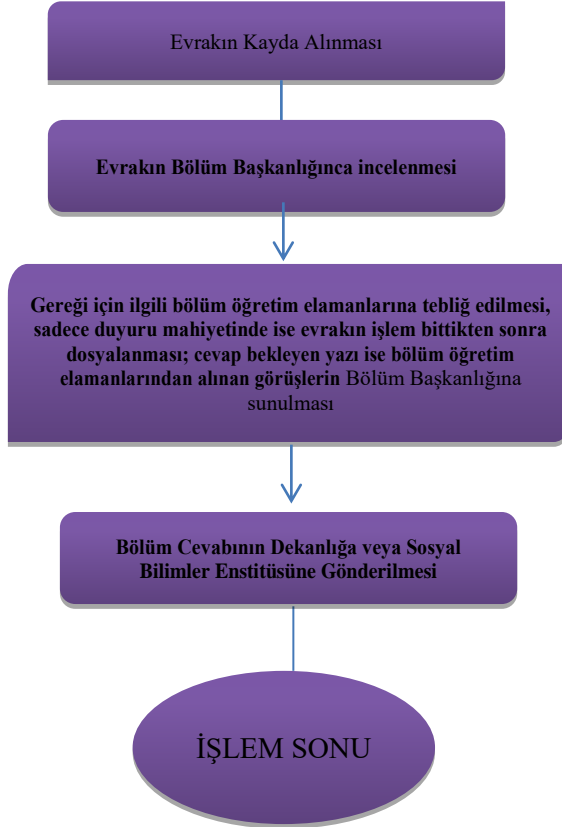 Evrakın Kayda Alınması
Evrakın Bölüm Başkanlığınca incelenmesi
Gereği için ilgili bölüm öğretim elamanlarına tebliğ edilmesi,
sadece duyuru mahiyetinde ise evrakın işlem bittikten sonra
dosyalanması; cevap bekleyen yazı ise bölüm öğretim
elamanlarından alınan görüşlerin Bölüm Başkanlığına
sunulması
Bölüm Cevabının Dekanlığa veya Sosyal
Bilimler Enstitüsüne Gönderilmesi
İŞLEM SONU